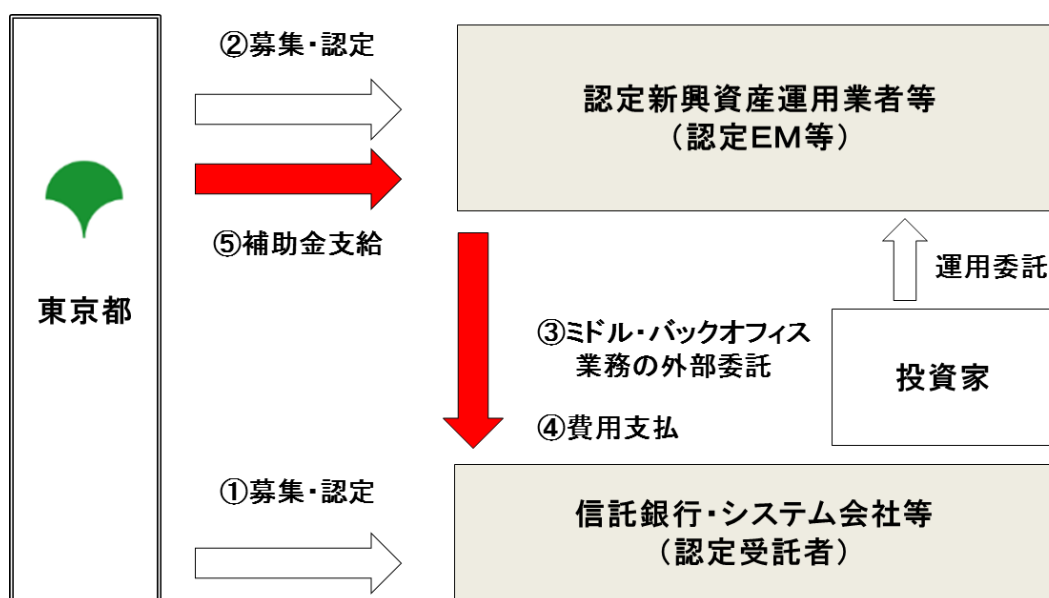 ②募集・認定
認定新興資産運用業者等
（認定ＥＭ等）
⑤補助金支給
東京都
運用委託
③ミドル・バックオフィス
業務の外部委託
投資家
④費用支払
①募集・認定
信託銀行・システム会社等
（認定受託者）